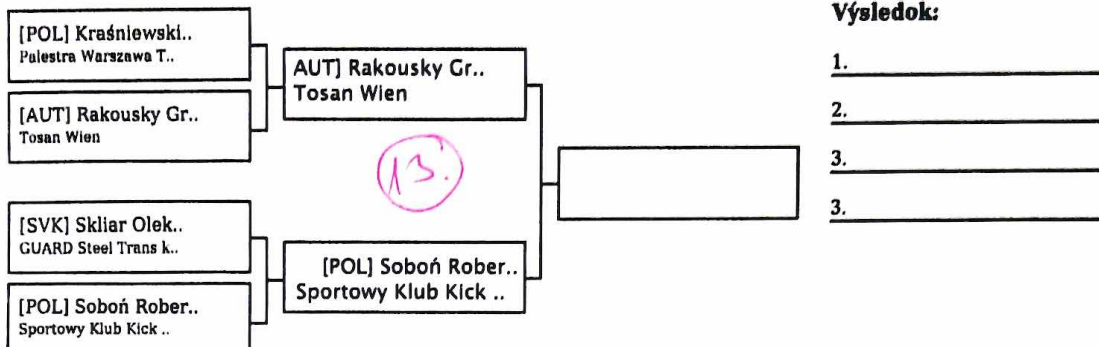 [POL] Kraśniewski..
Palestra Warszawa T..
[AUT] Rakousky Gr..
Tosan Wien
[SVK] Skliar Olek..
GUARD Steel Trans k..
[POL] Soboń Rober..
Sportowy Klub Kick ..
AUT] Rakousky Gr..
Tosan Wien
13.
[POL] Soboń Rober..
Sportowy Klub Kick ..
Výsledok:
1.
2.
3.
3.